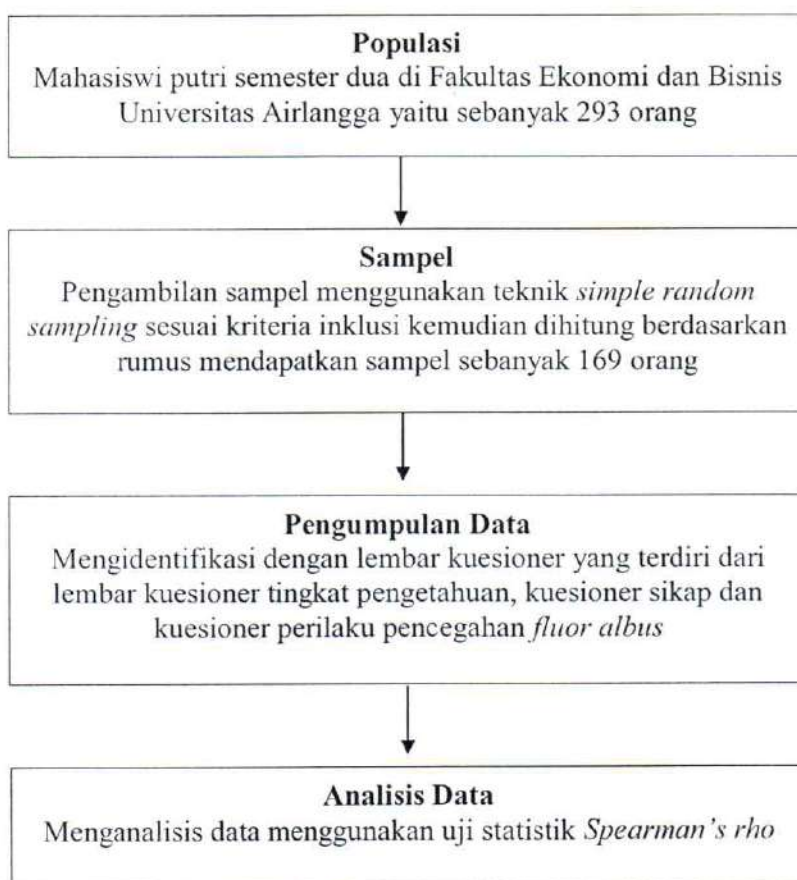 Populasi
Mahasiswi putri semester dua di Fakultas Ekonomi dan Bisnis
Universitas Airlangga yaitu sebanyak 293 orang
Sampel
Pengambilan sampel menggunakan teknik simple random
sampling sesuai kriteria inklusi kemudian dihitung berdasarkan
rumus mendapatkan sampel sebanyak 169 orang
Pengumpulan Data
Mengidentifikasi dengan lembar kuesioner yang terdiri dari
lembar kuesioner tingkat pengetahuan, kuesioner sikap dan
kuesioner perilaku pencegahan fluor albus
Analisis Data
Menganalisis data menggunakan uji statistik Spearman's rho